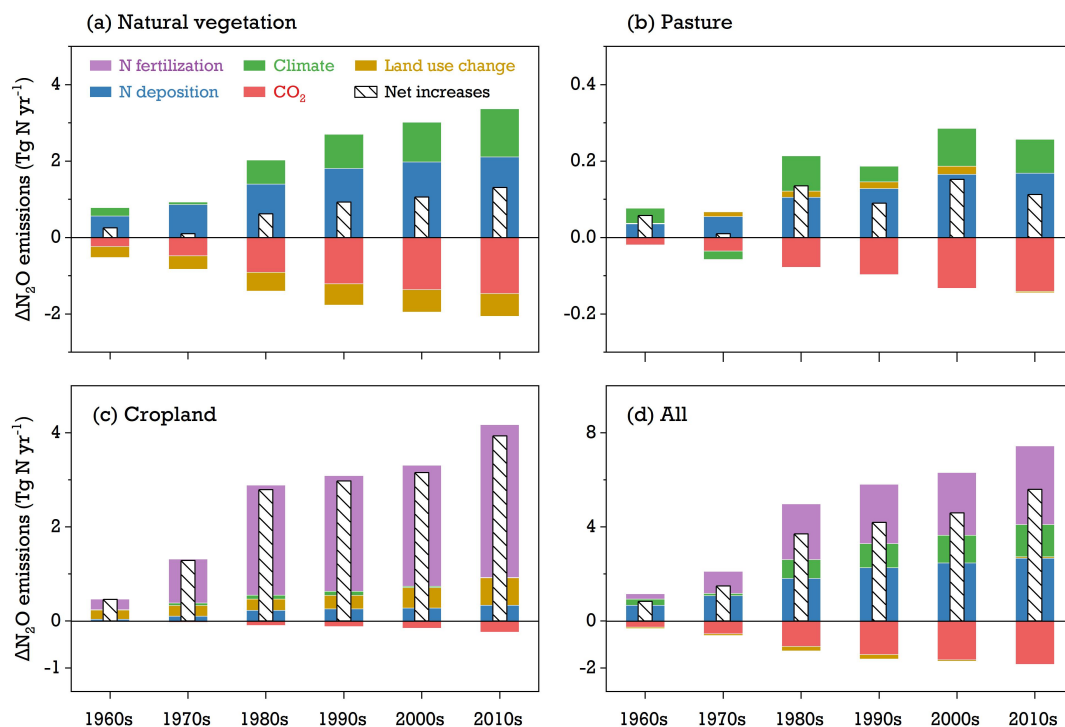 (a) Natural vegetation
(b) Pasture
N fertilization
Climate
Land use change
N deposition
CO₂
Net increases
ΔN₂O emissions (Tg N yr⁻¹)
4
2
0
-2
0.4
0.2
0.0
-0.2
(c) Cropland
(d) All
ΔN₂O emissions (Tg N yr⁻¹)
4
2
0
-1
8
4
0
-2
1960s 1970s 1980s 1990s 2000s 2010s
1960s 1970s 1980s 1990s 2000s 2010s